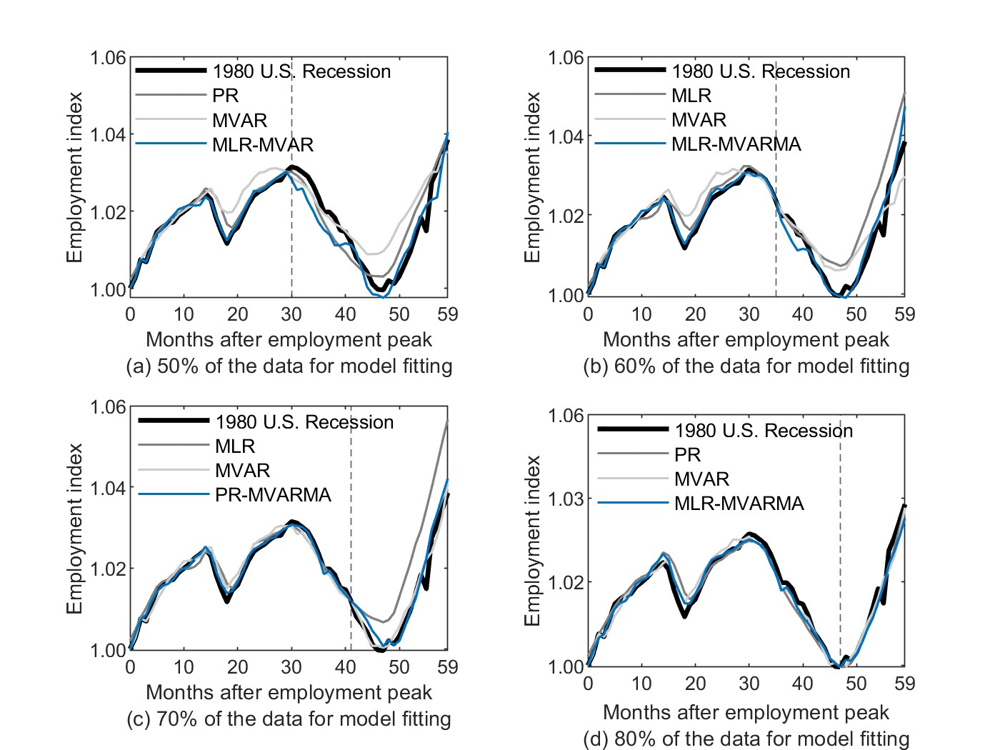 1.06
1.04
1.02
1.00
Employment index
1980 U.S. Recession
PR
MVAR
MLR-MVAR
0 10 20 30 40 50 59
Months after employment peak
(a) 50% of the data for model fitting
1.06
1.04
1.02
1.00
Employment index
1980 U.S. Recession
MLR
MVAR
MLR-MVARMA
0 10 20 30 40 50 59
Months after employment peak
(b) 60% of the data for model fitting
1.06
1.04
1.02
1.00
Employment index
1980 U.S. Recession
MLR
MVAR
PR-MVARMA
0 10 20 30 40 50 59
Months after employment peak
(c) 70% of the data for model fitting
1.06
1.03
1.02
1.00
Employment index
1980 U.S. Recession
PR
MVAR
MLR-MVARMA
0 10 20 30 40 50 59
Months after employment peak
(d) 80% of the data for model fitting